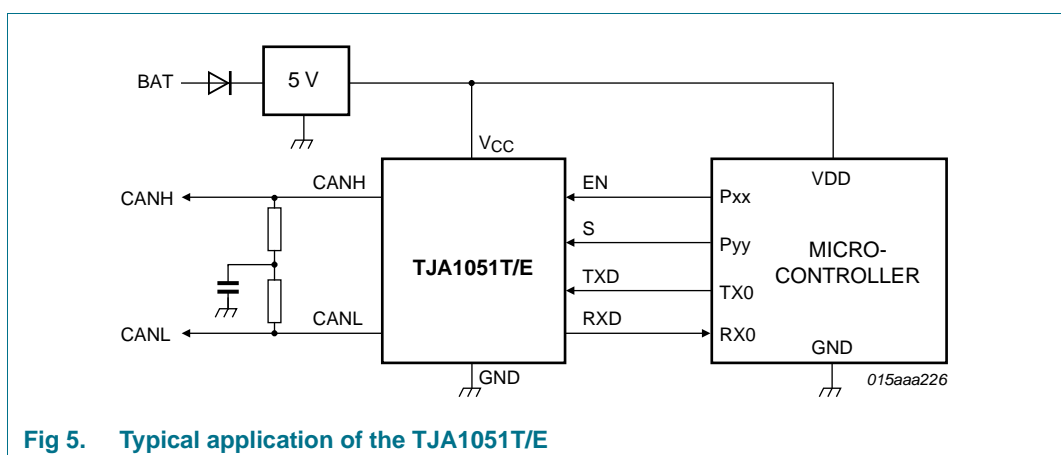 BAT
5 V
VCC
CANH
CANH
EN
Pxx
VDD
S
Pyy
MICRO-
CONTROLLER
TJA1051T/E
TXD
TX0
CANL
CANL
RXD
RX0
GND
GND
015aaa226
Fig 5. Typical application of the TJA1051T/E